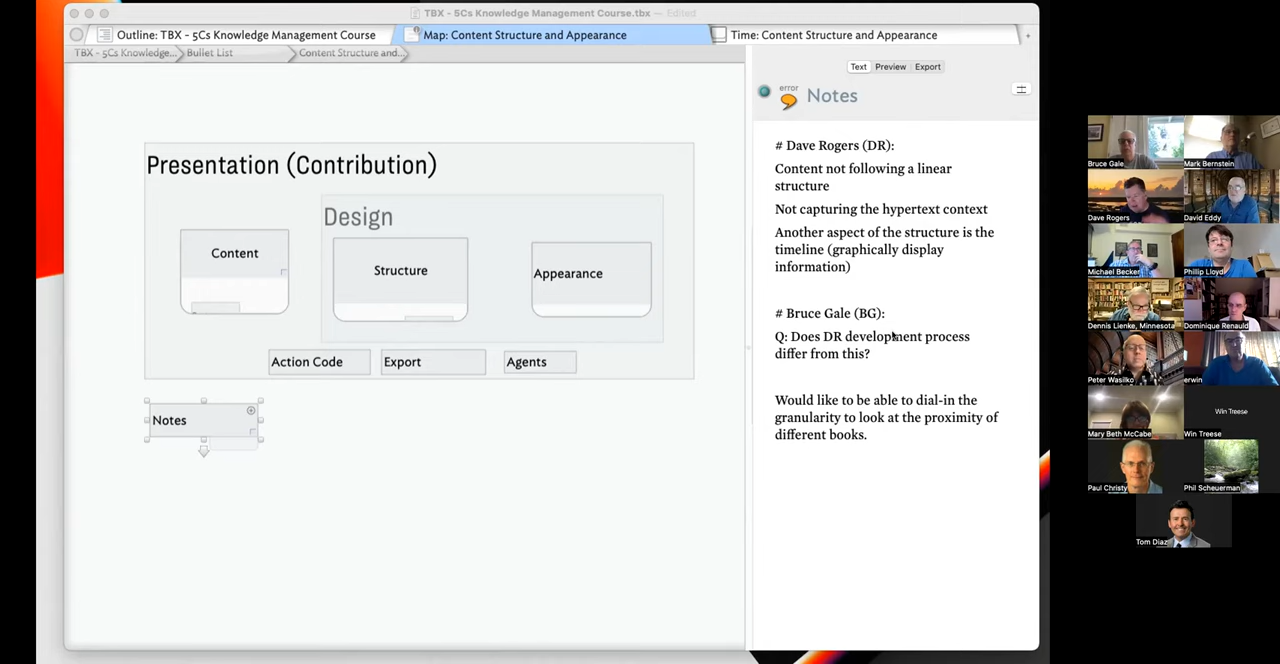 TBX - 5Cs Knowledge Management Course.tbx — Edited
Outline: TBX - 5Cs Knowledge Management Course
Map: Content Structure and Appearance
Time: Content Structure and Appearance
TBX - 5Cs Knowledge...
Bullet List
Content Structure and...
Presentation (Contribution)
Design
Content
Structure
Appearance
Action Code
Export
Agents
Notes
Text
Preview
Export
error
Notes
# Dave Rogers (DR):
Content not following a linear
structure
Not capturing the hypertext context
Another aspect of the structure is the
timeline (graphically display
information)
# Bruce Gale (BG):
Q: Does DR development process
differ from this?
Would like to be able to dial-in the
granularity to look at the proximity of
different books.
Bruce Gale
Mark Bernstein
Dave Rogers
David Eddy
Michael Becker
Phillip Lloyd
Dennis Lienke, Minnesota
Dominique Renauld
Peter Wasilko
erwin
Mary Beth McCabe
Win Treese
Win Treese
Paul Christy
Phil Scheuerman
Tom Diaz